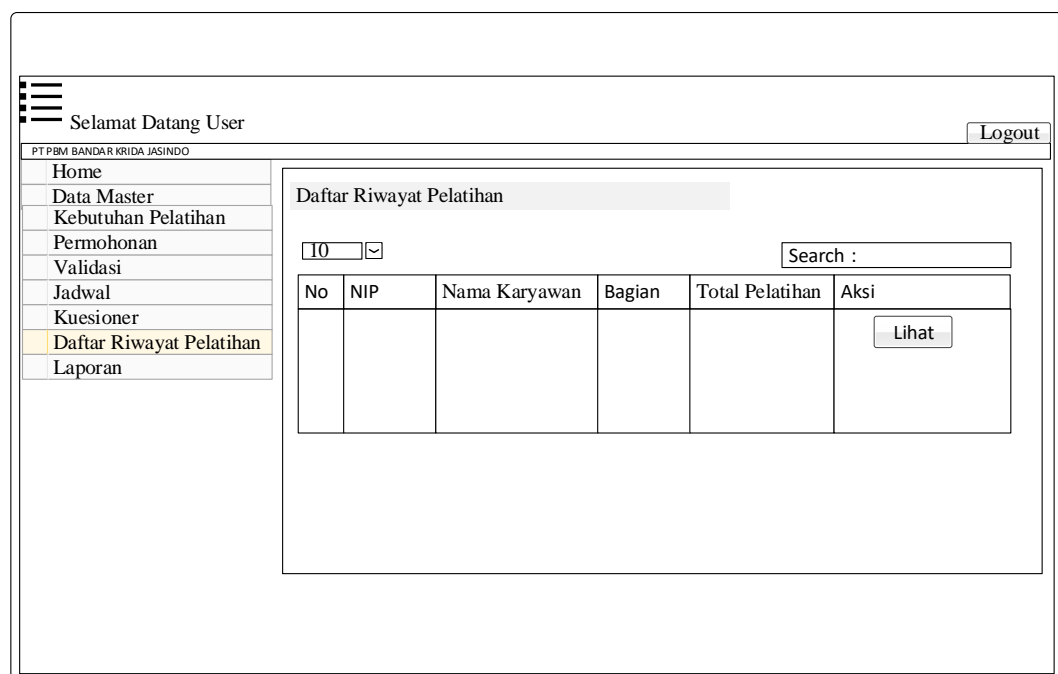 Selamat Datang User
Logout
PT PBM BANDAR KRIDA JASINDO
Home
Data Master
Kebutuhan Pelatihan
Permohonan
Validasi
Jadwal
Kuesioner
Daftar Riwayat Pelatihan
Laporan
Daftar Riwayat Pelatihan
10
Search :
No NIP Nama Karyawan Bagian Total Pelatihan Aksi
Lihat